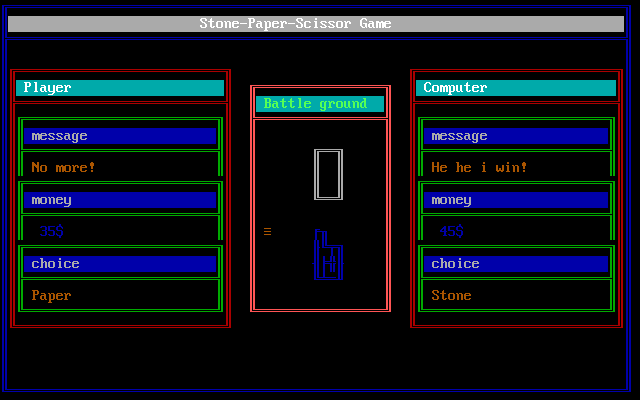 Stone-Paper-Scissor Game
Player
message
No more!
money
35$
choice
Paper
Battle ground
Computer
message
He he i win!
money
45$
choice
Stone